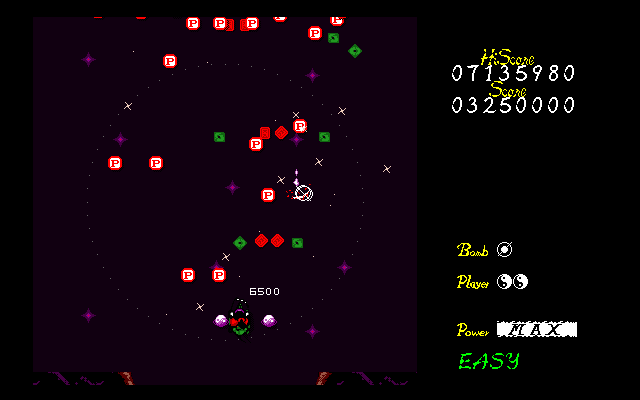 HiScore
07135980
Score
03250000
P P P P
P
P
P
P
P P
P
P P
6500
Bomb
Player
Power MAX
EASY